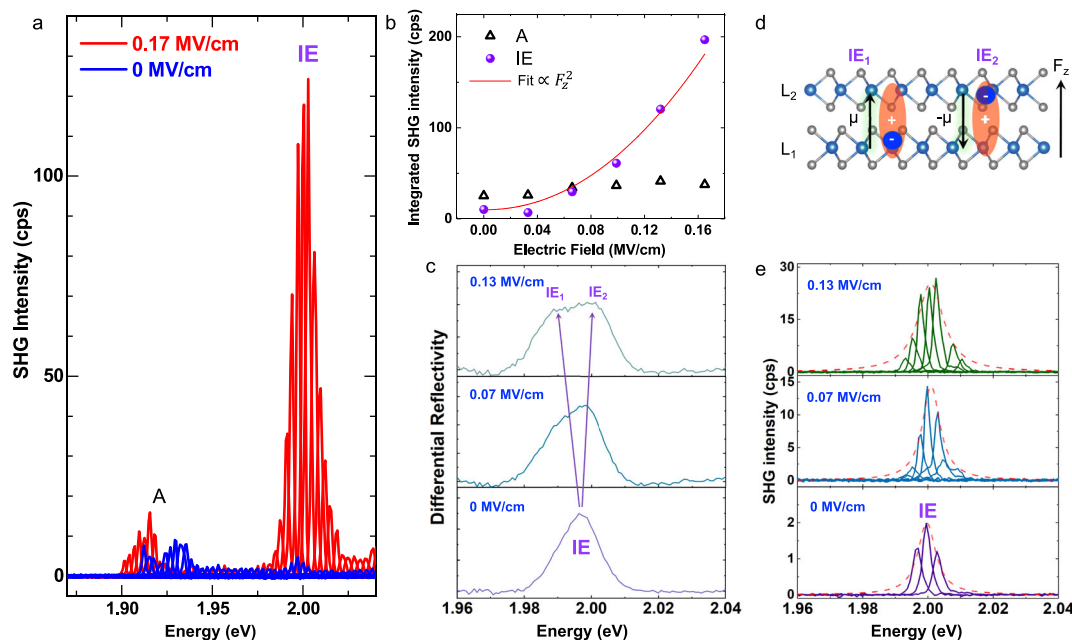 a
0.17 MV/cm
0 MV/cm
IE
A
SHG Intensity (cps)
100
50
0
1.90
1.95
2.00
Energy (eV)
b
A
IE
Fit ∝ F_z^2
Integrated SHG intensity (cps)
200
100
0
0.00
0.04
0.08
0.12
0.16
Electric Field (MV/cm)
c
0.13 MV/cm
IE1
IE2
0.07 MV/cm
0 MV/cm
IE
Differential Reflectivity
1.96
1.98
2.00
2.02
2.04
Energy (eV)
d
IE1
IE2
Fz
L2
L1
μ
-μ
+
-
+
-
e
0.13 MV/cm
30
15
0
0.07 MV/cm
15
10
5
0
0 MV/cm
IE
2
1
0
SHG intensity (cps)
1.96
1.98
2.00
2.02
2.04
Energy (eV)